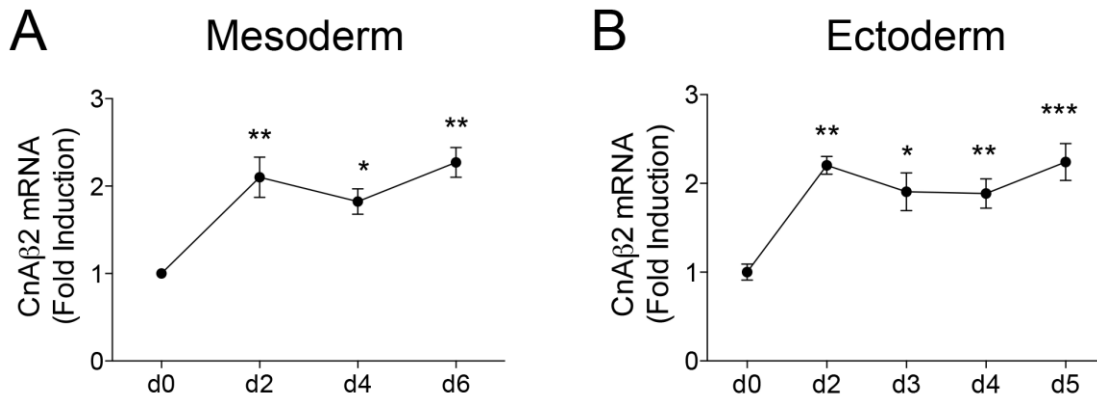 A
Mesoderm
CnAβ2 mRNA
(Fold Induction)
3
2
1
0
**
*
**
d0 d2 d4 d6
B
Ectoderm
CnAβ2 mRNA
(Fold Induction)
3
2
1
0
**
*
**
***
d0 d2 d3 d4 d5